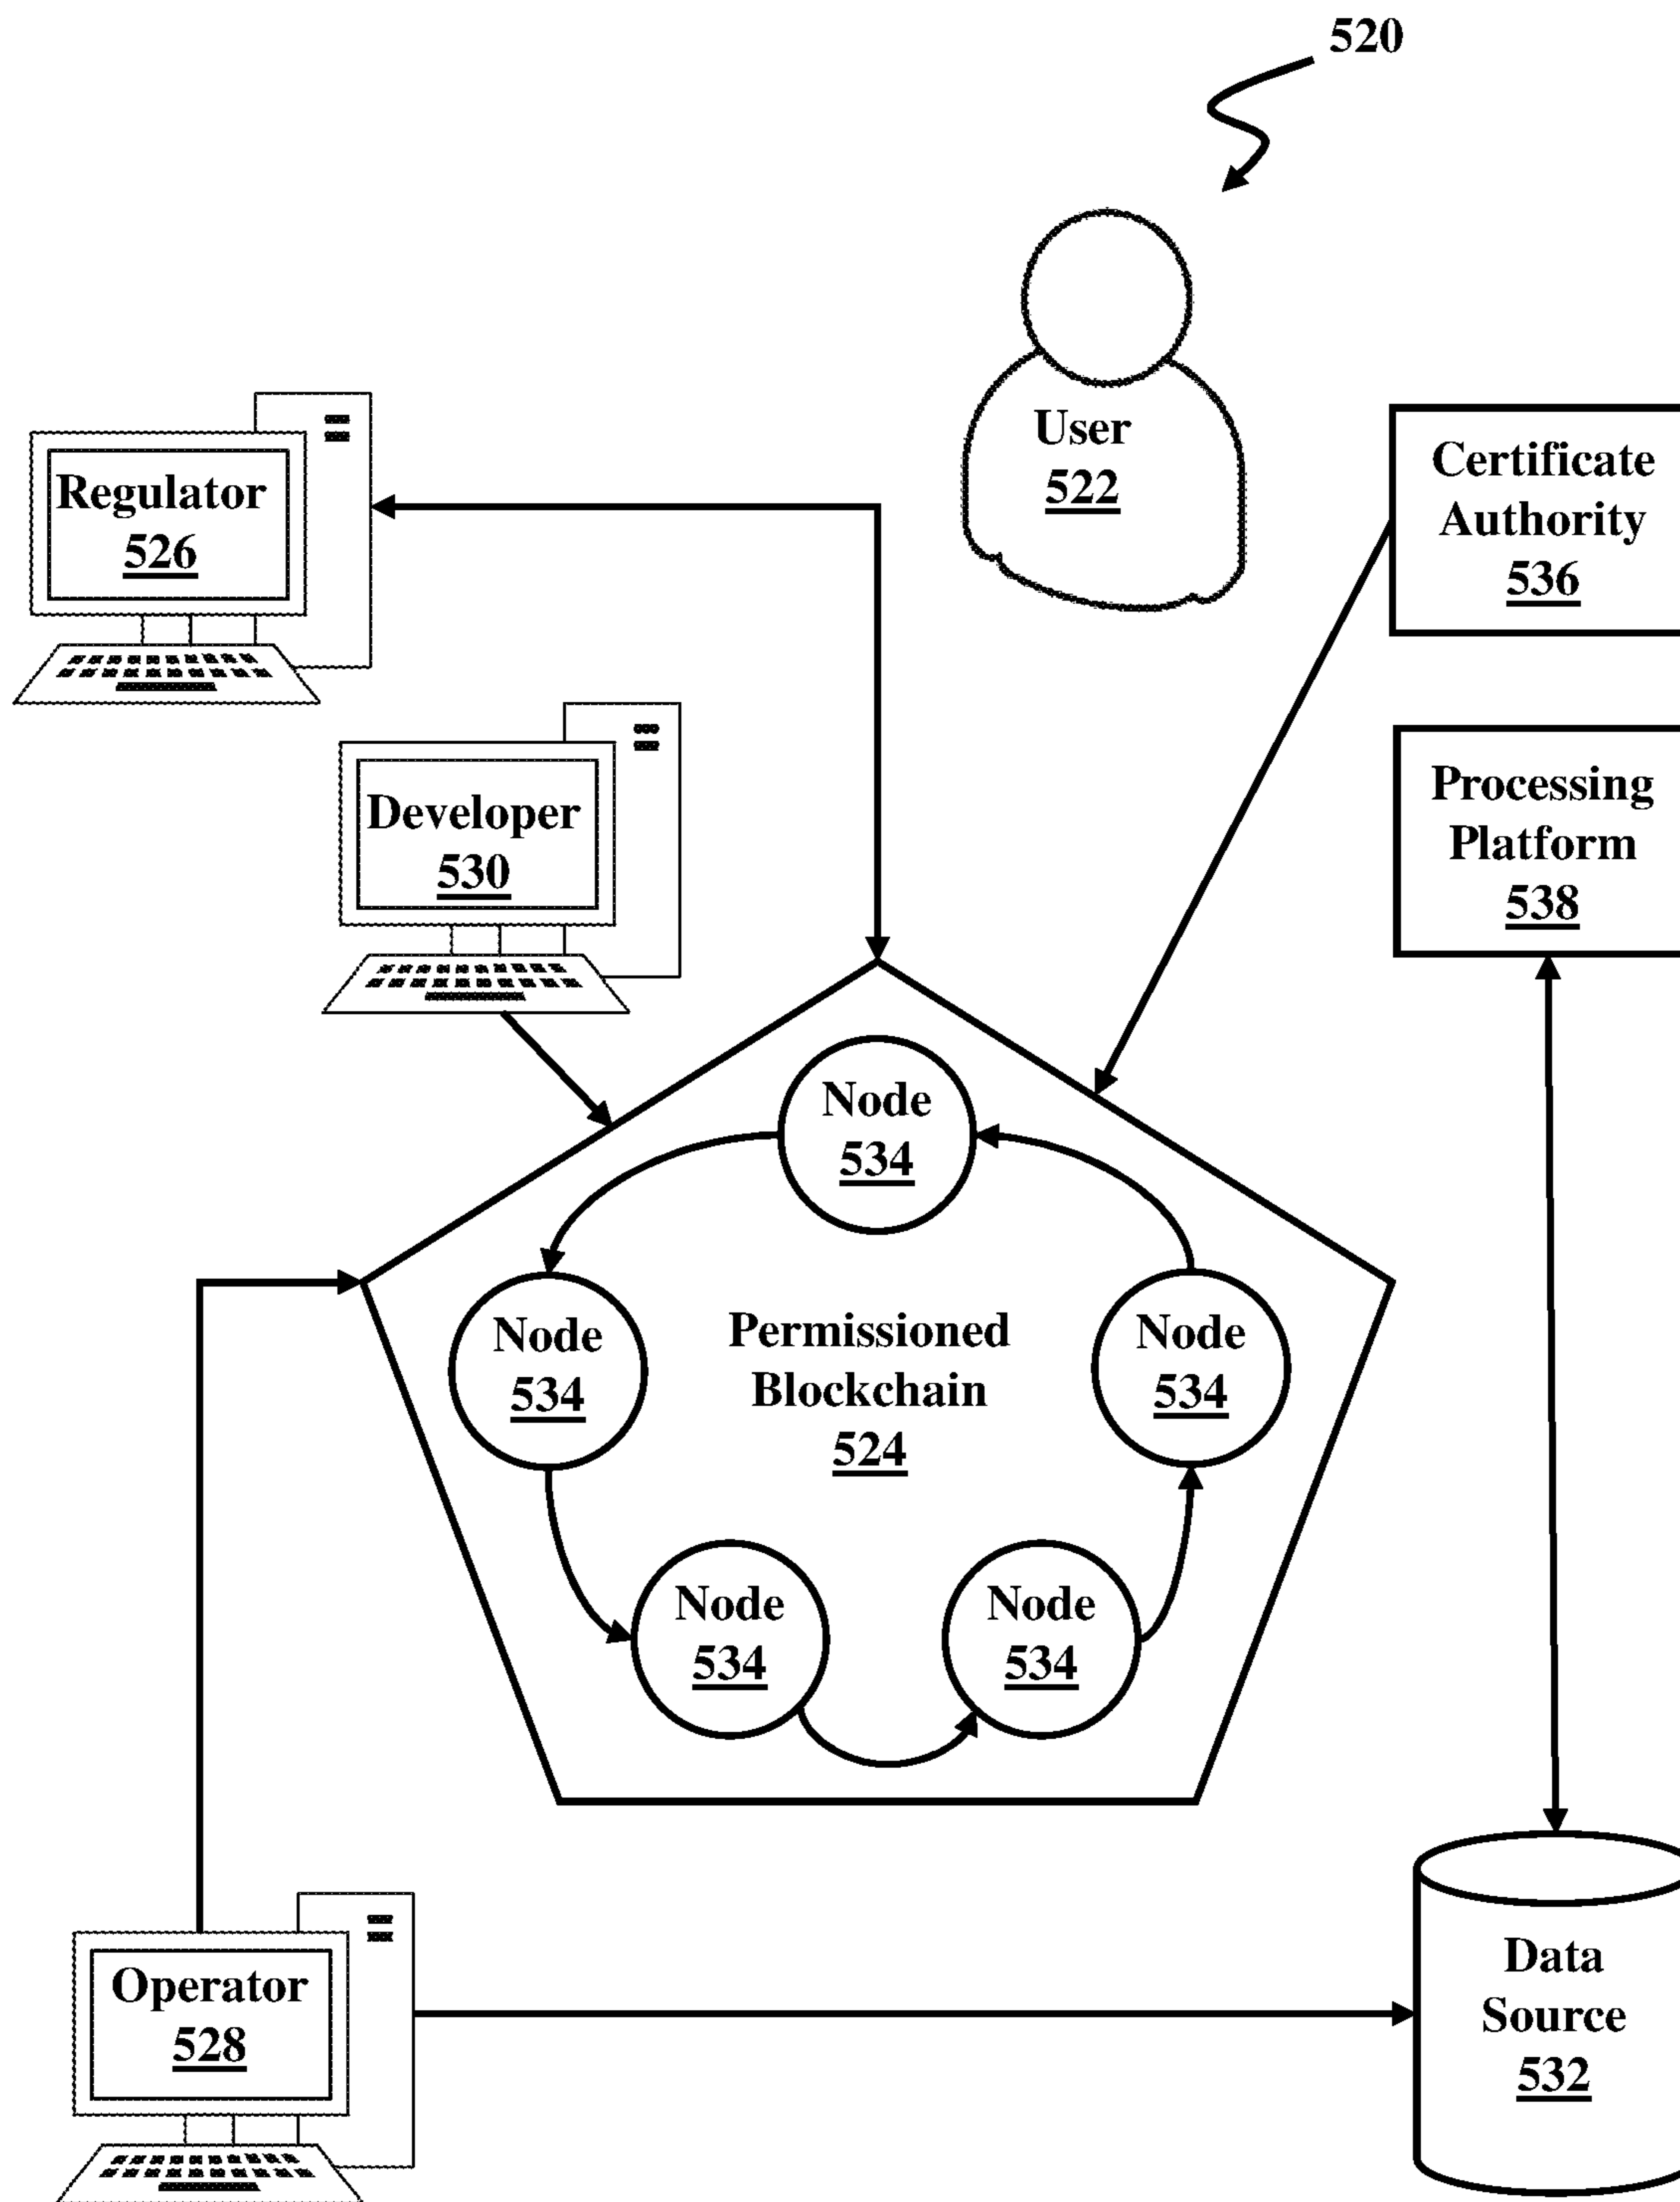 520
User
522
Regulator
526
Certificate
Authority
536
Developer
530
Processing
Platform
538
Node
534
Node
534
Permissioned
Blockchain
524
Node
534
Node
534
Node
534
Operator
528
Data
Source
532